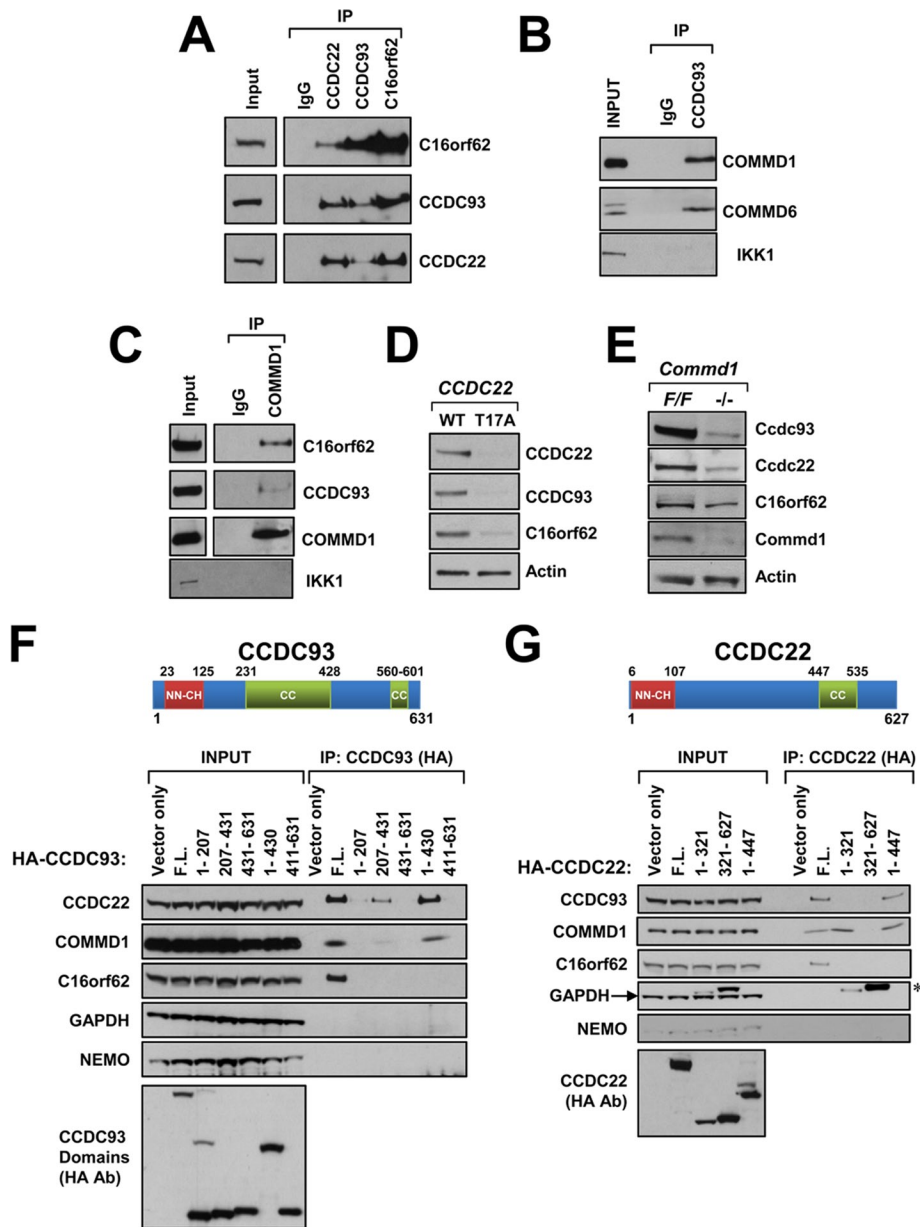 A
IP
Input
IgG
CCDC22
CCDC93
C16orf62
C16orf62
CCDC93
CCDC22
B
IP
INPUT
IgG
CCDC93
COMMD1
COMMD6
IKK1
C
IP
Input
IgG
COMMD1
C16orf62
CCDC93
COMMD1
IKK1
D
CCDC22
WT T17A
CCDC22
CCDC93
C16orf62
Actin
E
Commd1
F/F -/-
Ccdc93
Ccdc22
C16orf62
Commd1
Actin
F
CCDC93
23 125 231 428 560-601
NN-CH CC CC
1 631
INPUT IP: CCDC93 (HA)
HA-CCDC93:
Vector only
F.L.
1- 207
207- 431
431- 631
1- 430
411- 631
Vector only
F.L.
1- 207
207- 431
431- 631
1- 430
411-631
CCDC22
COMMD1
C16orf62
GAPDH
NEMO
CCDC93
Domains
(HA Ab)
G
CCDC22
6 107 447 535
NN-CH CC
1 627
INPUT IP: CCDC22 (HA)
HA-CCDC22:
Vector only
F.L.
1- 321
321- 627
1- 447
Vector only
F.L.
1- 321
321- 627
1- 447
CCDC93
COMMD1
C16orf62
GAPDH
*
NEMO
CCDC22
(HA Ab)